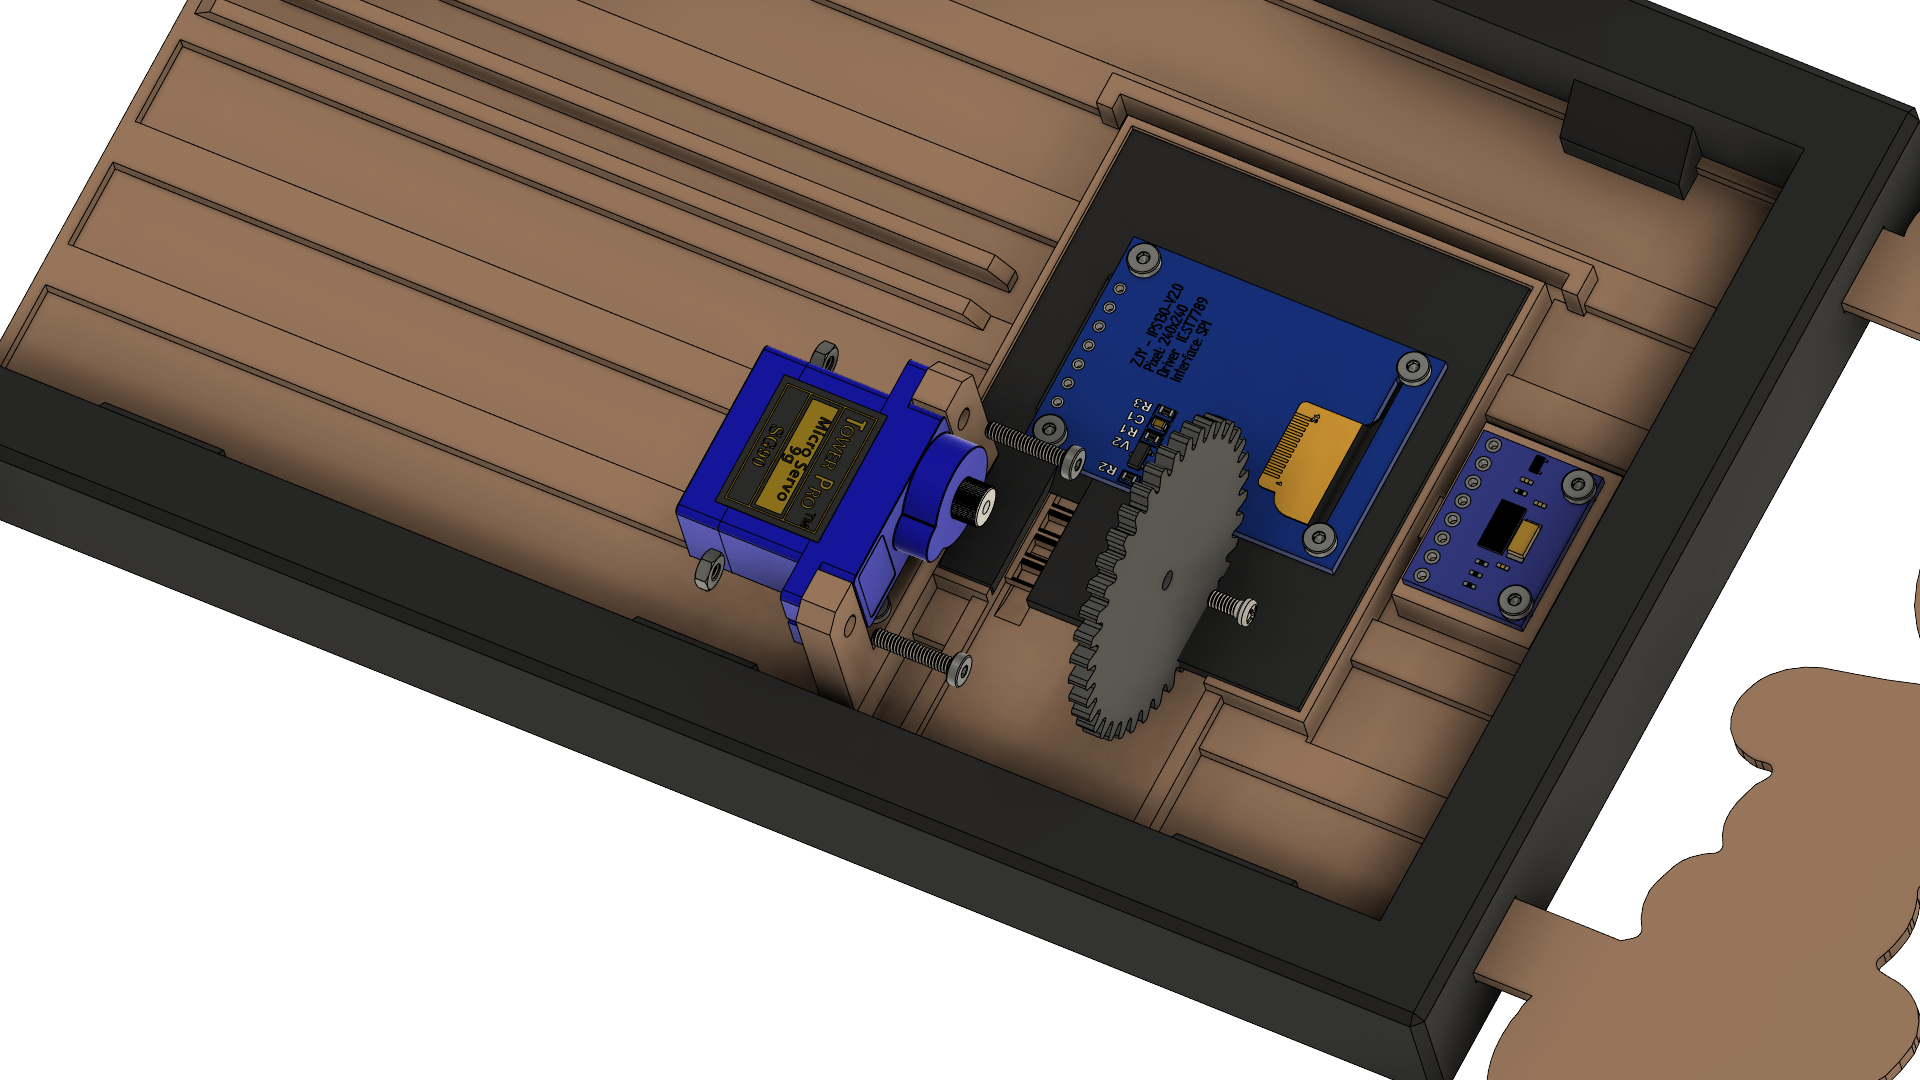 TOWER PRO™
Micro Servo
9g
SG90
ZJY - IPS130-V2.0
Pixel: 240x240
Driver IC:ST7789
Interface: SPI
R3
C1
R1
V2
R2